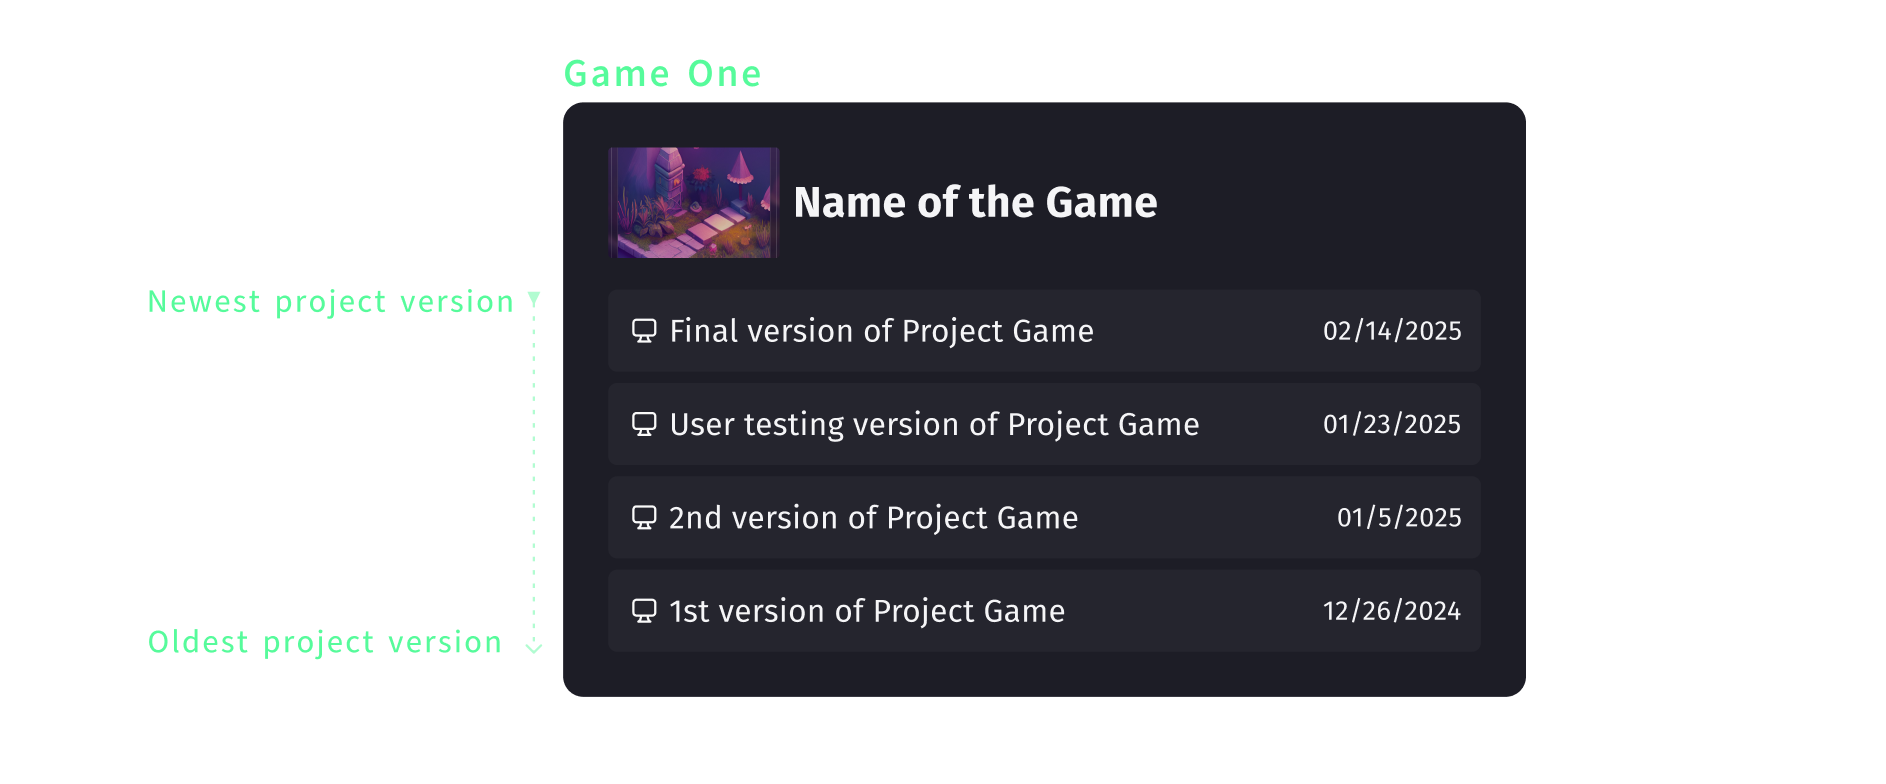 Game One
Name of the Game
Newest project version
Final version of Project Game 02/14/2025
User testing version of Project Game 01/23/2025
2nd version of Project Game 01/5/2025
1st version of Project Game 12/26/2024
Oldest project version